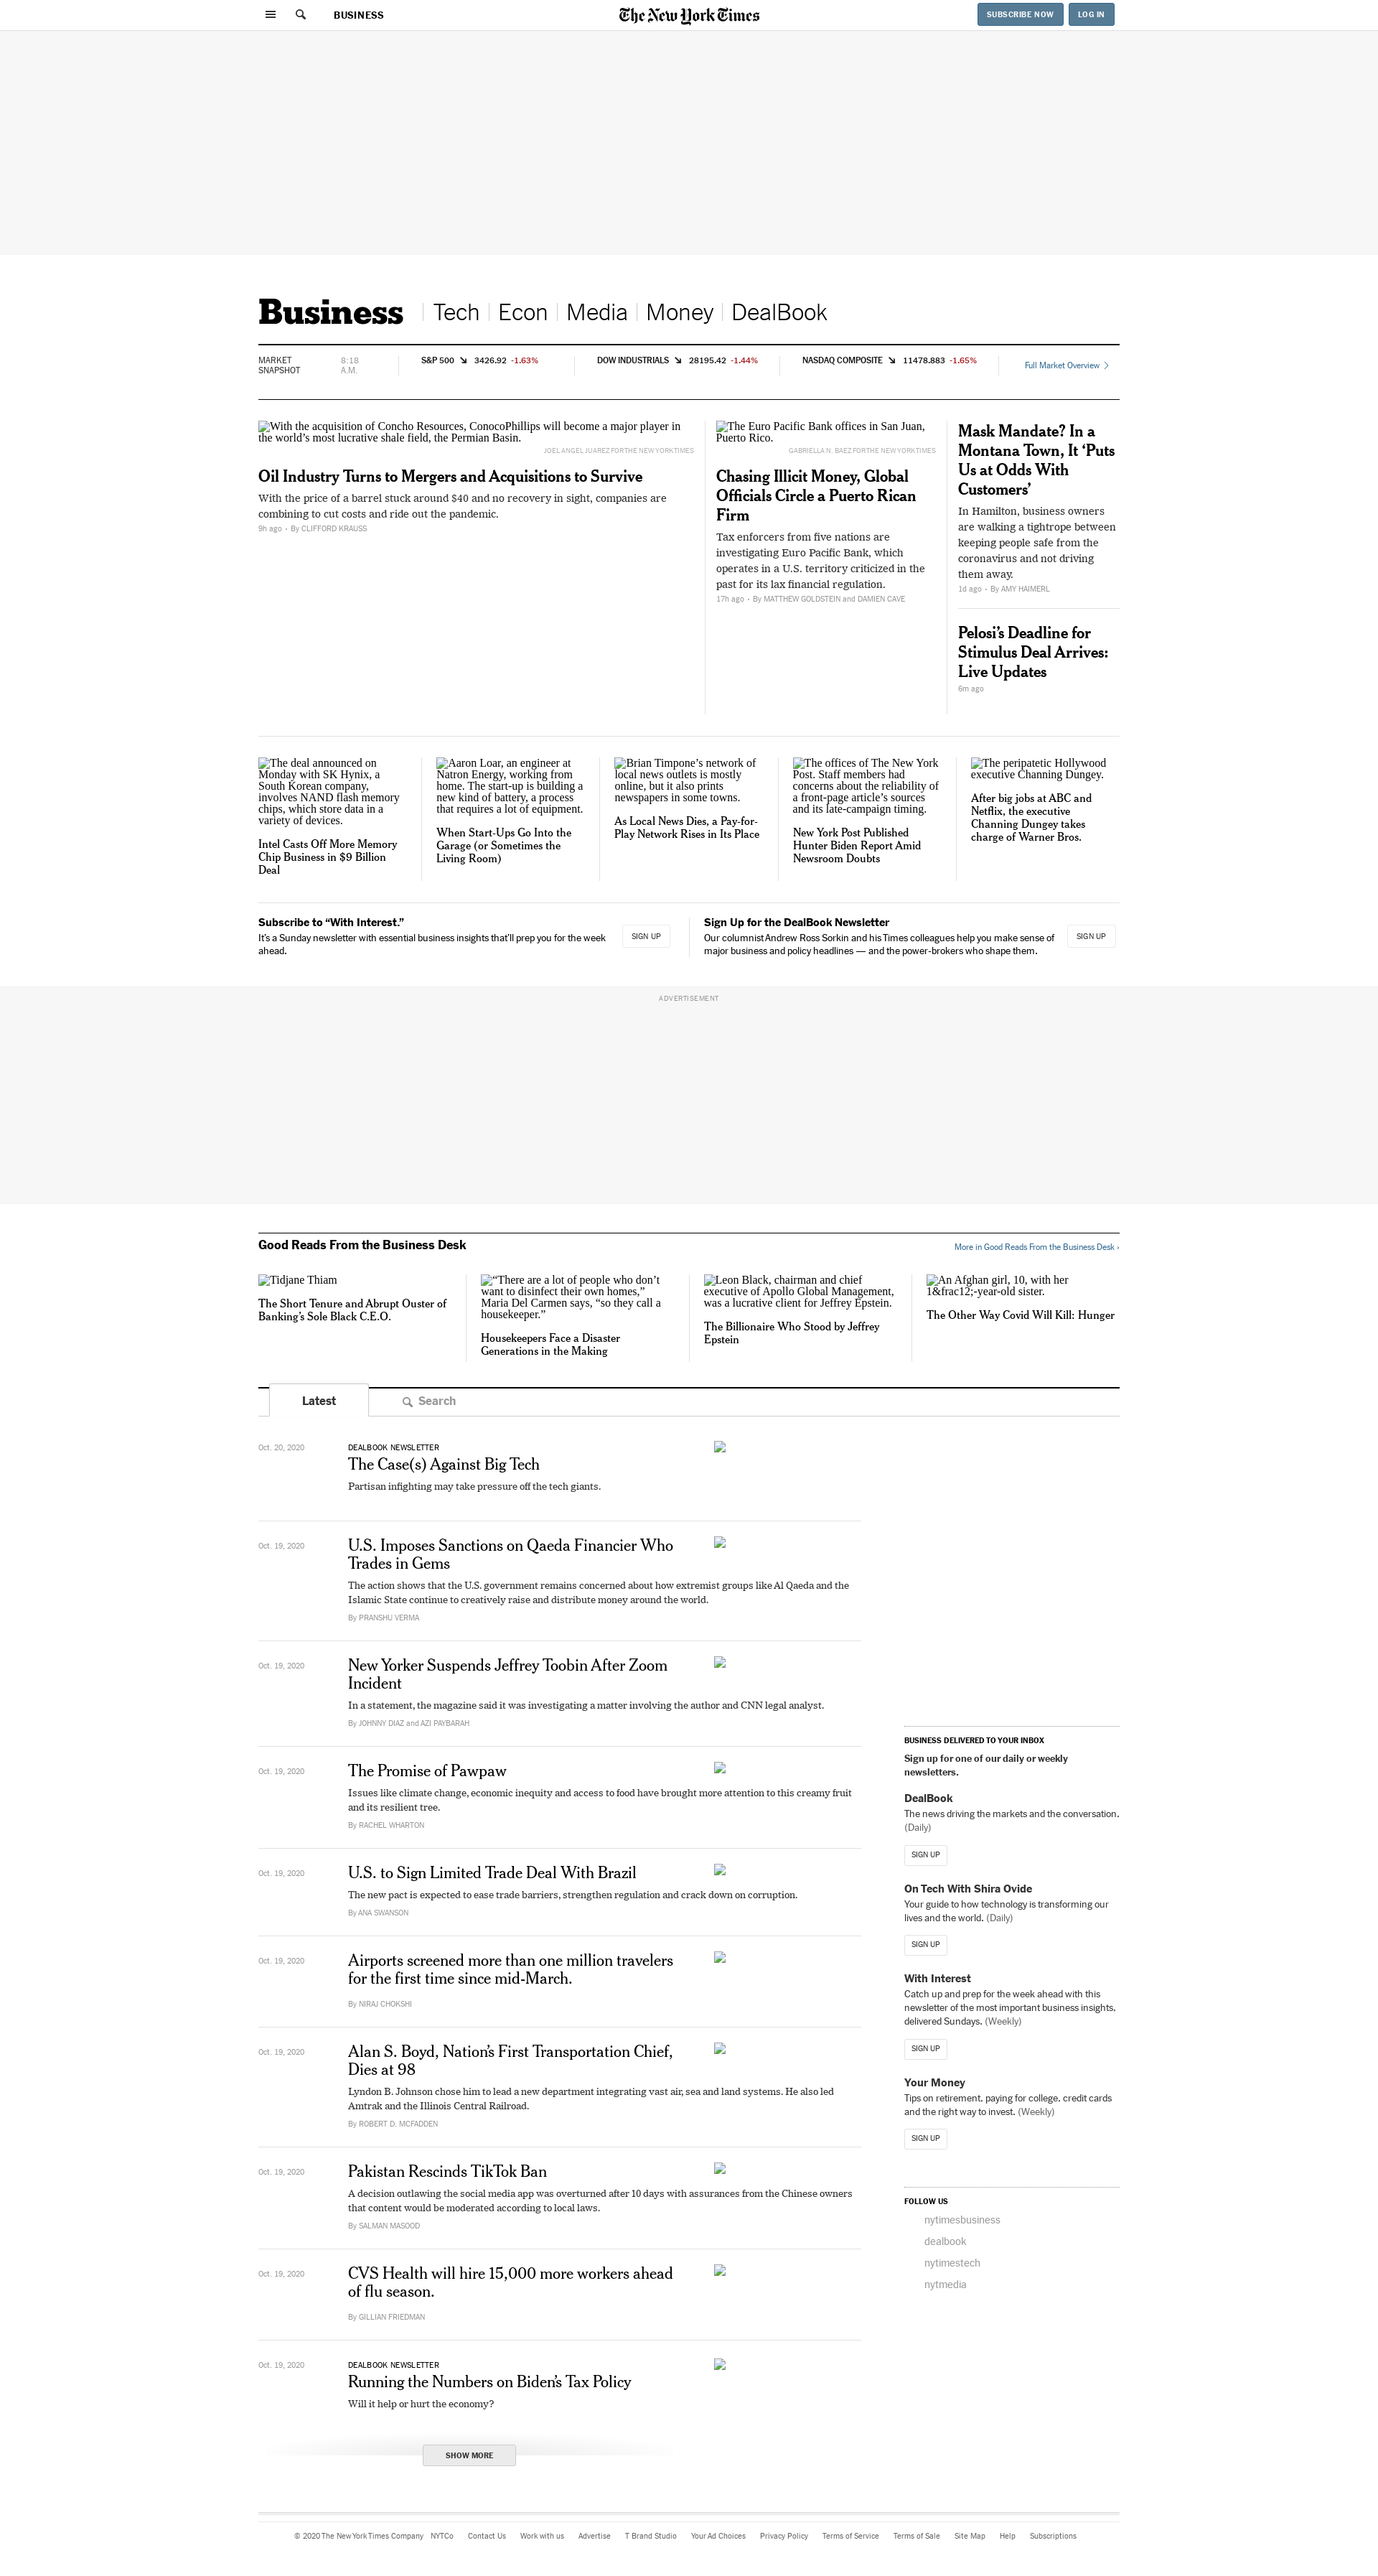 BUSINESS
The New York Times
SUBSCRIBE NOW
LOG IN
Business
Tech
Econ
Media
Money
DealBook
MARKET
SNAPSHOT
8:18
A.M.
S&P 500 ↘ 3426.92 -1.63%
DOW INDUSTRIALS ↘ 28195.42 -1.44%
NASDAQ COMPOSITE ↘ 11478.883 -1.65%
Full Market Overview >
With the acquisition of Concho Resources, ConocoPhillips will become a major player in
the world’s most lucrative shale field, the Permian Basin.
JOEL ANGEL JUAREZ FOR THE NEW YORK TIMES
Oil Industry Turns to Mergers and Acquisitions to Survive
With the price of a barrel stuck around $40 and no recovery in sight, companies are
combining to cut costs and ride out the pandemic.
9h ago • By CLIFFORD KRAUSS
The Euro Pacific Bank offices in San Juan,
Puerto Rico.
GABRIELLA N. BAEZ FOR THE NEW YORK TIMES
Chasing Illicit Money, Global
Officials Circle a Puerto Rican
Firm
Tax enforcers from five nations are
investigating Euro Pacific Bank, which
operates in a U.S. territory criticized in the
past for its lax financial regulation.
17h ago • By MATTHEW GOLDSTEIN and DAMIEN CAVE
Mask Mandate? In a
Montana Town, It ‘Puts
Us at Odds With
Customers’
In Hamilton, business owners
are walking a tightrope between
keeping people safe from the
coronavirus and not driving
them away.
1d ago • By AMY HAIMERL
Pelosi’s Deadline for
Stimulus Deal Arrives:
Live Updates
6m ago
The deal announced on
Monday with SK Hynix, a
South Korean company,
involves NAND flash memory
chips, which store data in a
variety of devices.
Intel Casts Off More Memory
Chip Business in $9 Billion
Deal
Aaron Loar, an engineer at
Natron Energy, working from
home. The start-up is building a
new kind of battery, a process
that requires a lot of equipment.
When Start-Ups Go Into the
Garage (or Sometimes the
Living Room)
Brian Timpone’s network of
local news outlets is mostly
online, but it also prints
newspapers in some towns.
As Local News Dies, a Pay-for-
Play Network Rises in Its Place
The offices of The New York
Post. Staff members had
concerns about the reliability of
a front-page article’s sources
and its late-campaign timing.
New York Post Published
Hunter Biden Report Amid
Newsroom Doubts
The peripatetic Hollywood
executive Channing Dungey.
After big jobs at ABC and
Netflix, the executive
Channing Dungey takes
charge of Warner Bros.
Subscribe to “With Interest.”
It’s a Sunday newsletter with essential business insights that’ll prep you for the week
ahead.
SIGN UP
Sign Up for the DealBook Newsletter
Our columnist Andrew Ross Sorkin and his Times colleagues help you make sense of
major business and policy headlines — and the power-brokers who shape them.
SIGN UP
ADVERTISEMENT
Good Reads From the Business Desk
More in Good Reads From the Business Desk ›
Tidjane Thiam
The Short Tenure and Abrupt Ouster of
Banking’s Sole Black C.E.O.
“There are a lot of people who don’t
want to disinfect their own homes,”
Maria Del Carmen says, “so they call a
housekeeper.”
Housekeepers Face a Disaster
Generations in the Making
Leon Black, chairman and chief
executive of Apollo Global Management,
was a lucrative client for Jeffrey Epstein.
The Billionaire Who Stood by Jeffrey
Epstein
An Afghan girl, 10, with her
1&frac12;-year-old sister.
The Other Way Covid Will Kill: Hunger
Latest
Search
Oct. 20, 2020
DEALBOOK NEWSLETTER
The Case(s) Against Big Tech
Partisan infighting may take pressure off the tech giants.
Oct. 19, 2020
U.S. Imposes Sanctions on Qaeda Financier Who
Trades in Gems
The action shows that the U.S. government remains concerned about how extremist groups like Al Qaeda and the
Islamic State continue to creatively raise and distribute money around the world.
By PRANSHU VERMA
Oct. 19, 2020
New Yorker Suspends Jeffrey Toobin After Zoom
Incident
In a statement, the magazine said it was investigating a matter involving the author and CNN legal analyst.
By JOHNNY DIAZ and AZI PAYBARAH
Oct. 19, 2020
The Promise of Pawpaw
Issues like climate change, economic inequity and access to food have brought more attention to this creamy fruit
and its resilient tree.
By RACHEL WHARTON
Oct. 19, 2020
U.S. to Sign Limited Trade Deal With Brazil
The new pact is expected to ease trade barriers, strengthen regulation and crack down on corruption.
By ANA SWANSON
Oct. 19, 2020
Airports screened more than one million travelers
for the first time since mid-March.
By NIRAJ CHOKSHI
Oct. 19, 2020
Alan S. Boyd, Nation’s First Transportation Chief,
Dies at 98
Lyndon B. Johnson chose him to lead a new department integrating vast air, sea and land systems. He also led
Amtrak and the Illinois Central Railroad.
By ROBERT D. MCFADDEN
Oct. 19, 2020
Pakistan Rescinds TikTok Ban
A decision outlawing the social media app was overturned after 10 days with assurances from the Chinese owners
that content would be moderated according to local laws.
By SALMAN MASOOD
Oct. 19, 2020
CVS Health will hire 15,000 more workers ahead
of flu season.
By GILLIAN FRIEDMAN
Oct. 19, 2020
DEALBOOK NEWSLETTER
Running the Numbers on Biden’s Tax Policy
Will it help or hurt the economy?
SHOW MORE
BUSINESS DELIVERED TO YOUR INBOX
Sign up for one of our daily or weekly
newsletters.
DealBook
The news driving the markets and the conversation.
(Daily)
SIGN UP
On Tech With Shira Ovide
Your guide to how technology is transforming our
lives and the world. (Daily)
SIGN UP
With Interest
Catch up and prep for the week ahead with this
newsletter of the most important business insights,
delivered Sundays. (Weekly)
SIGN UP
Your Money
Tips on retirement, paying for college, credit cards
and the right way to invest. (Weekly)
SIGN UP
FOLLOW US
nytimesbusiness
dealbook
nytimestech
nytmedia
© 2020 The New York Times Company NYTCo Contact Us Work with us Advertise T Brand Studio Your Ad Choices Privacy Policy Terms of Service Terms of Sale Site Map Help Subscriptions